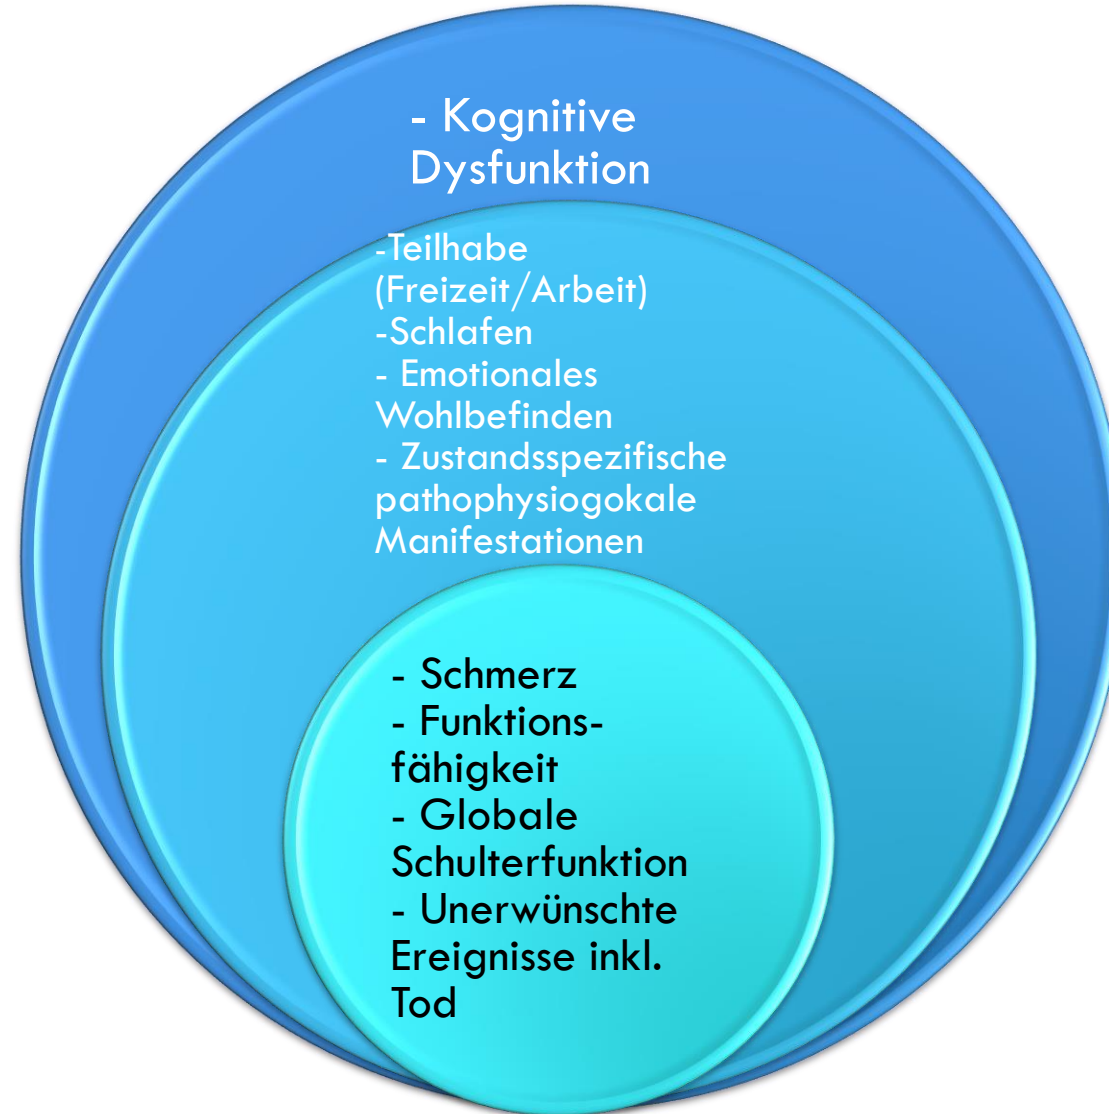 - Kognitive
Dysfunktion
-Teilhabe
(Freizeit/Arbeit)
-Schlafen
- Emotionales
Wohlbefinden
- Zustandsspezifische
pathophysiogokale
Manifestationen
- Schmerz
- Funktions-
fähigkeit
- Globale
Schulterfunktion
- Unerwünschte
Ereignisse inkl.
Tod